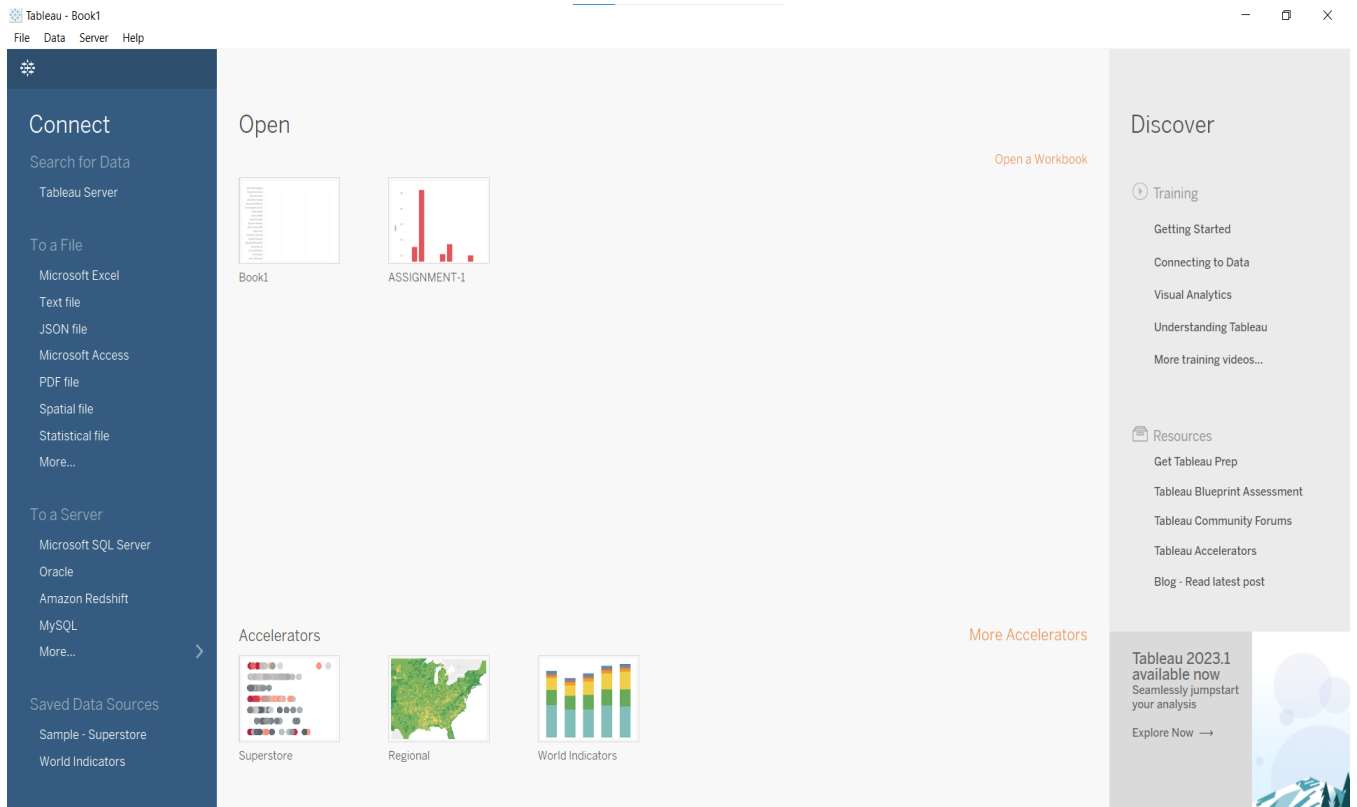 Tableau - Book1
File Data Server Help
Connect
Search for Data
Tableau Server
To a File
Microsoft Excel
Text file
JSON file
Microsoft Access
PDF file
Spatial file
Statistical file
More...
To a Server
Microsoft SQL Server
Oracle
Amazon Redshift
MySQL
More...
Saved Data Sources
Sample - Superstore
World Indicators
Open
Open a Workbook
Book1
ASSIGNMENT-1
Accelerators
More Accelerators
Superstore
Regional
World Indicators
Discover
Training
Getting Started
Connecting to Data
Visual Analytics
Understanding Tableau
More training videos...
Resources
Get Tableau Prep
Tableau Blueprint Assessment
Tableau Community Forums
Tableau Accelerators
Blog - Read latest post
Tableau 2023.1
available now
Seamlessly jumpstart
your analysis
Explore Now →